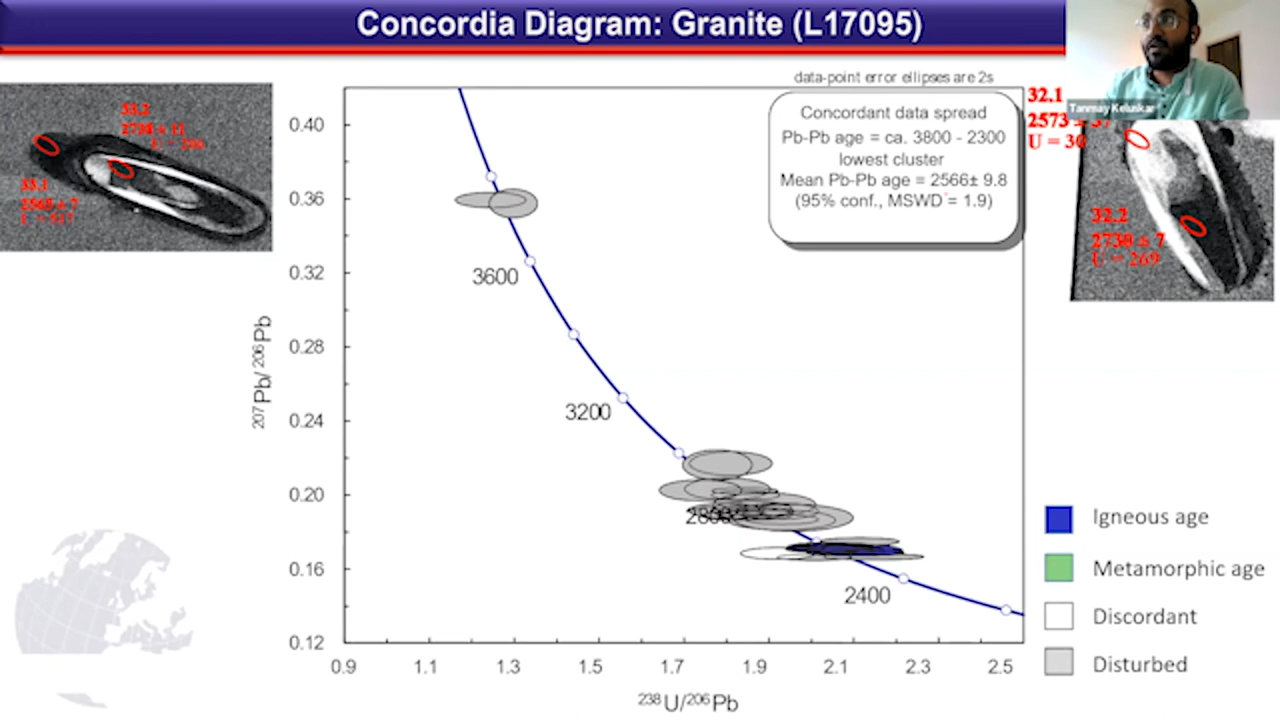 Concordia Diagram: Granite (L17095)
Tanmay Keluskar
data-point error ellipses are 2s
Concordant data spread
Pb-Pb age = ca. 3800 - 2300
lowest cluster
Mean Pb-Pb age = 2566± 9.8
(95% conf., MSWD = 1.9)
33.2
2738 ± 11
33.1
2565 ± 7
32.1
2573 ± 37
U = 30
32.2
2730 ± 7
U = 269
0.40
0.36
0.32
0.28
0.24
0.20
0.16
0.12
207Pb/206Pb
3600
3200
2800
2400
0.9
1.1
1.3
1.5
1.7
1.9
2.1
2.3
2.5
238U/206Pb
Igneous age
Metamorphic age
Discordant
Disturbed